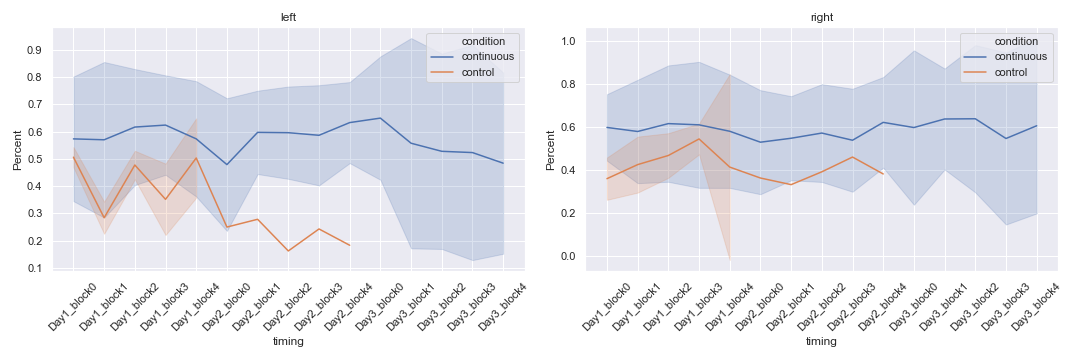 left
condition
continuous
control
Percent
0.9
0.8
0.7
0.6
0.5
0.4
0.3
0.2
0.1
Day1_block0
Day1_block1
Day1_block2
Day1_block3
Day1_block4
Day2_block0
Day2_block1
Day2_block2
Day2_block3
Day2_block4
Day3_block0
Day3_block1
Day3_block2
Day3_block3
Day3_block4
timing
right
condition
continuous
control
Percent
1.0
0.8
0.6
0.4
0.2
0.0
Day1_block0
Day1_block1
Day1_block2
Day1_block3
Day1_block4
Day2_block0
Day2_block1
Day2_block2
Day2_block3
Day2_block4
Day3_block0
Day3_block1
Day3_block2
Day3_block3
Day3_block4
timing